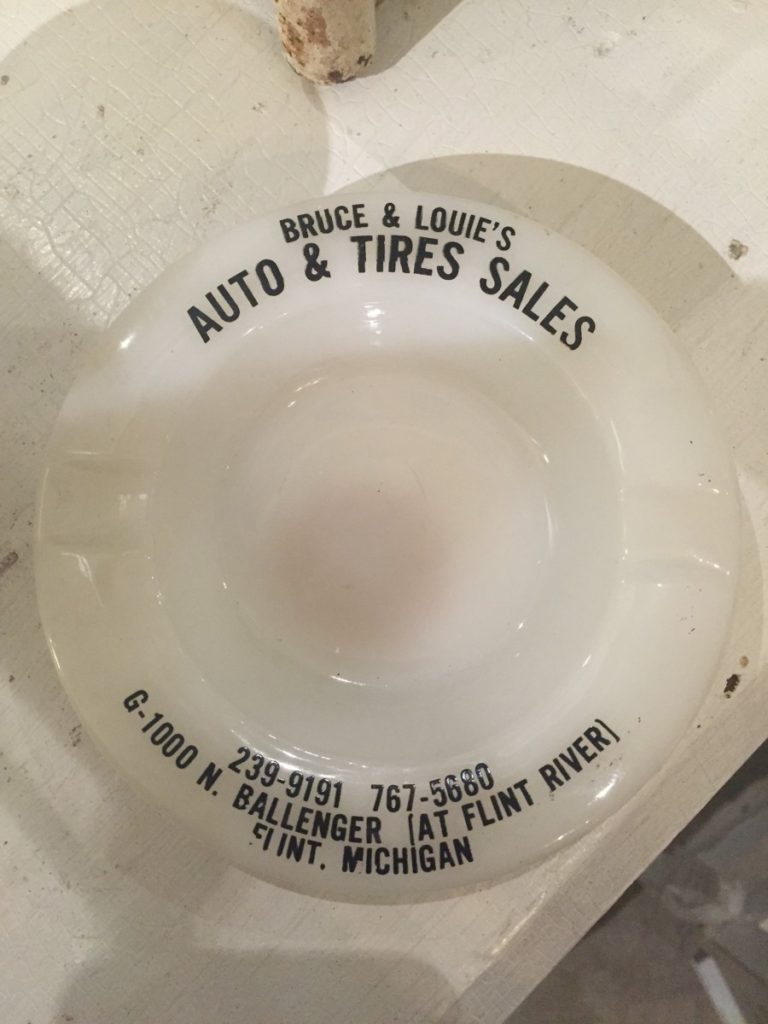 BRUCE & LOUIE'S
AUTO & TIRES SALES
239-9191 767-5680
G-1000 N. BALLENGER [AT FLINT RIVER]
FLINT, MICHIGAN